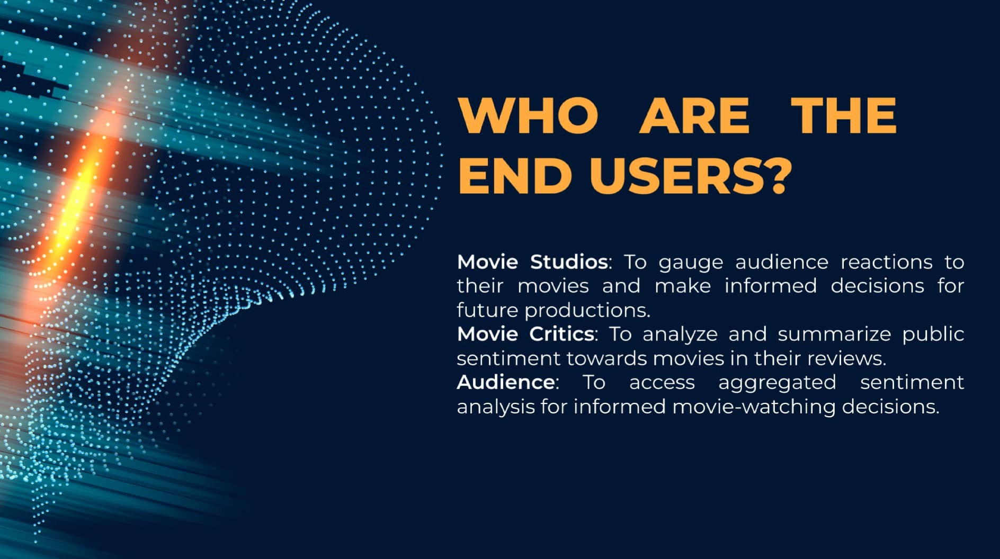 WHO ARE THE
END USERS?
Movie Studios: To gauge audience reactions to
their movies and make informed decisions for
future productions.
Movie Critics: To analyze and summarize public
sentiment towards movies in their reviews.
Audience: To access aggregated sentiment
analysis for informed movie-watching decisions.